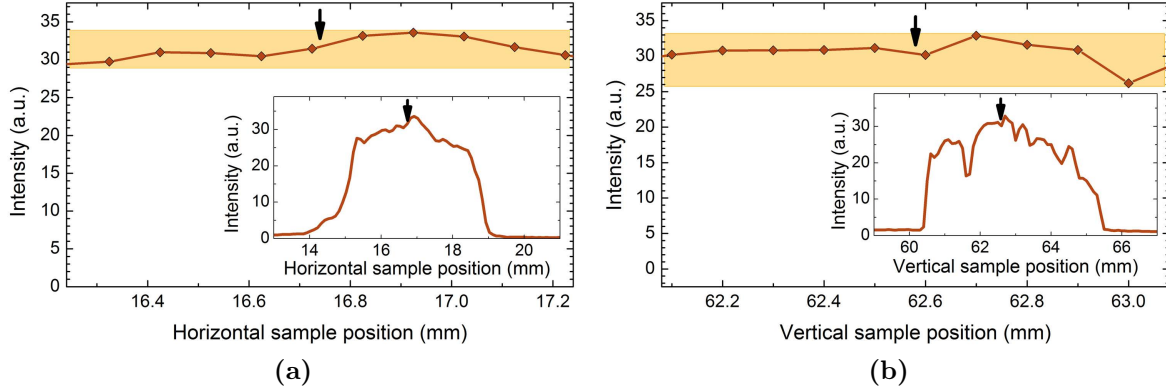 (a)
35
30
25
20
15
10
5
0
Intensity (a.u.)
16.4 16.6 16.8 17.0 17.2
Horizontal sample position (mm)
30
20
10
0
Intensity (a.u.)
14 16 18 20
Horizontal sample position (mm)
(b)
35
30
25
20
15
10
5
0
Intensity (a.u.)
62.2 62.4 62.6 62.8 63.0
Vertical sample position (mm)
30
20
10
0
Intensity (a.u.)
60 62 64 66
Vertical sample position (mm)